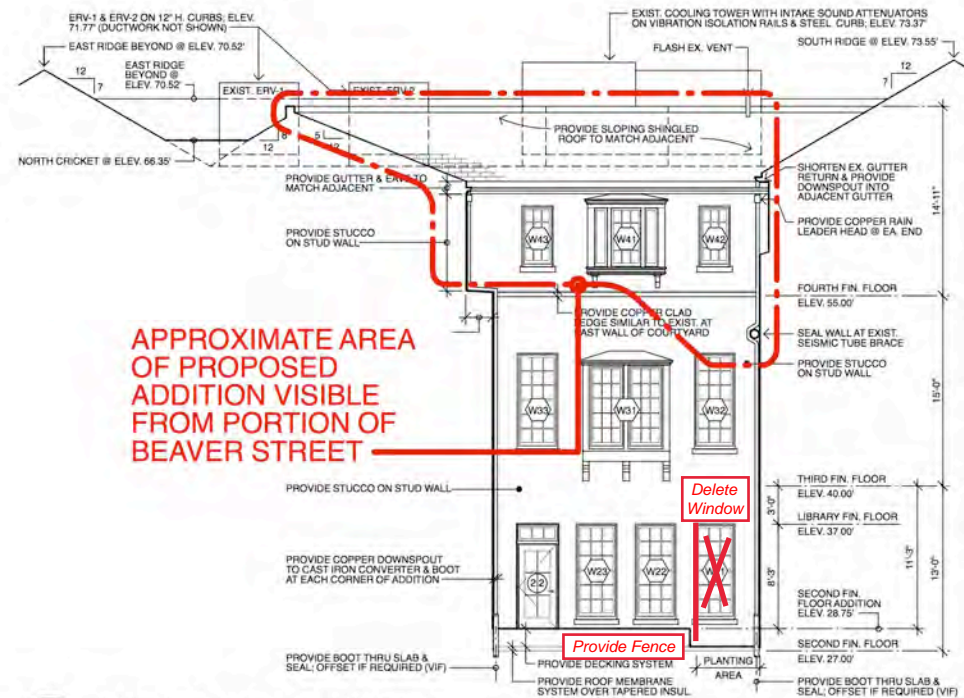 ERV-1 & ERV-2 ON 12" H. CURBS; ELEV.
71.77' (DUCTWORK NOT SHOWN)
EAST RIDGE BEYOND @ ELEV. 70.52'
EAST RIDGE
BEYOND @
ELEV. 70.52'
12
7
EXIST. ERV-1
EXIST. ERV-2
EXIST. COOLING TOWER WITH INTAKE SOUND ATTENUATORS
ON VIBRATION ISOLATION RAILS & STEEL CURB; ELEV. 73.37'
FLASH EX. VENT
SOUTH RIDGE @ ELEV. 73.55'
12
7
NORTH CRICKET @ ELEV. 66.35'
8
12
5
12
PROVIDE SLOPING SHINGLED
ROOF TO MATCH ADJACENT
PROVIDE GUTTER & EAVE TO
MATCH ADJACENT
SHORTEN EX. GUTTER
RETURN & PROVIDE
DOWNSPOUT INTO
ADJACENT GUTTER
PROVIDE COPPER RAIN
LEADER HEAD @ EA. END
14'-11"
PROVIDE STUCCO
ON STUD WALL
W43
W41
W42
FOURTH FIN. FLOOR
ELEV. 55.00'
PROVIDE COPPER CLAD
LEDGE SIMILAR TO EXIST. AT
EAST WALL OF COURTYARD
SEAL WALL AT EXIST.
SEISMIC TUBE BRACE
PROVIDE STUCCO
ON STUD WALL
APPROXIMATE AREA
OF PROPOSED
ADDITION VISIBLE
FROM PORTION OF
BEAVER STREET
W33
W31
W32
15'-0"
PROVIDE STUCCO ON STUD WALL
Delete
Window
THIRD FIN. FLOOR
ELEV. 40.00'
3'-0"
LIBRARY FIN. FLOOR
ELEV. 37.00'
PROVIDE COPPER DOWNSPOUT
TO CAST IRON CONVERTER & BOOT
AT EACH CORNER OF ADDITION
22
W23
W22
8'-3"
11'-3"
13'-0"
SECOND FIN.
FLOOR ADDITION
ELEV. 28.75'
SECOND FIN. FLOOR
ELEV. 27.00'
Provide Fence
PROVIDE BOOT THRU SLAB &
SEAL; OFFSET IF REQUIRED (VIF)
PROVIDE DECKING SYSTEM
PROVIDE ROOF MEMBRANE
SYSTEM OVER TAPERED INSUL.
PLANTING
AREA
PROVIDE BOOT THRU SLAB &
SEAL; OFFSET IF REQUIRED (VIF)